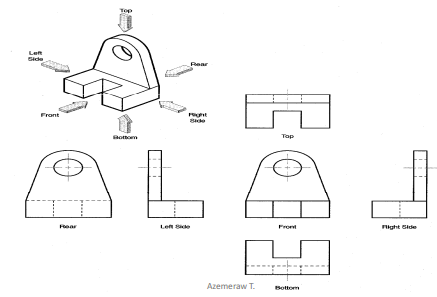 Top
Left
Side
Rear
Front
Right
Side
Bottom
Top
Rear
Left Side
Front
Right Side
Azemeraw T.
Bottom